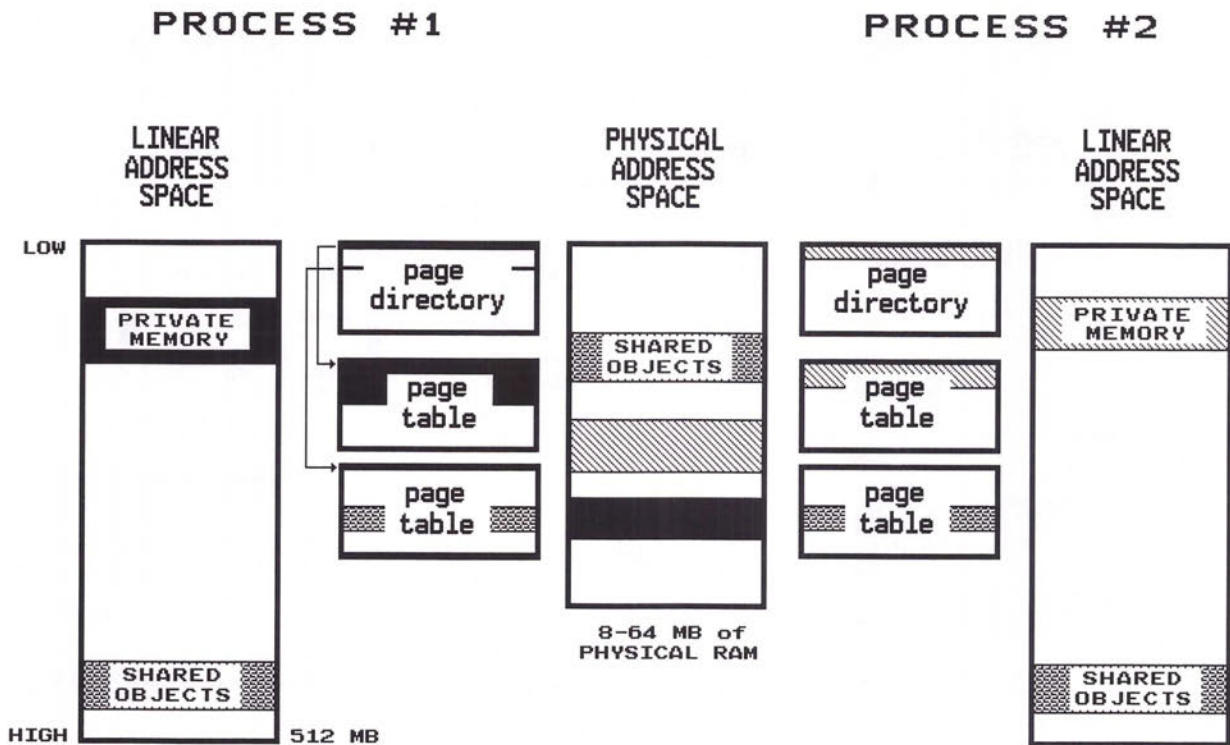 PROCESS #1
PROCESS #2
LINEAR
ADDRESS
SPACE
PHYSICAL
ADDRESS
SPACE
LINEAR
ADDRESS
SPACE
LOW
PRIVATE
MEMORY
SHARED
OBJECTS
HIGH
512 MB
page
directory
page
table
page
table
SHARED
OBJECTS
8-64 MB of
PHYSICAL RAM
page
directory
page
table
page
table
PRIVATE
MEMORY
SHARED
OBJECTS